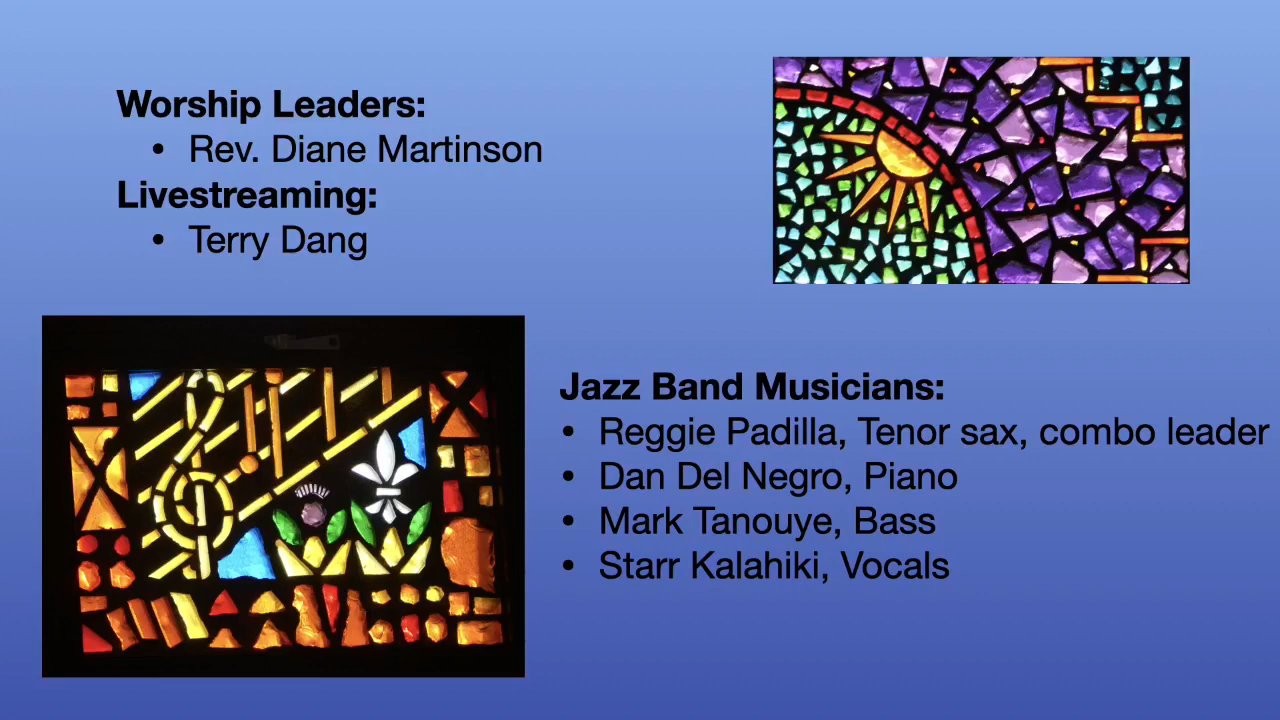 Worship Leaders:
• Rev. Diane Martinson
Livestreaming:
• Terry Dang
Jazz Band Musicians:
• Reggie Padilla, Tenor sax, combo leader
• Dan Del Negro, Piano
• Mark Tanouye, Bass
• Starr Kalahiki, Vocals